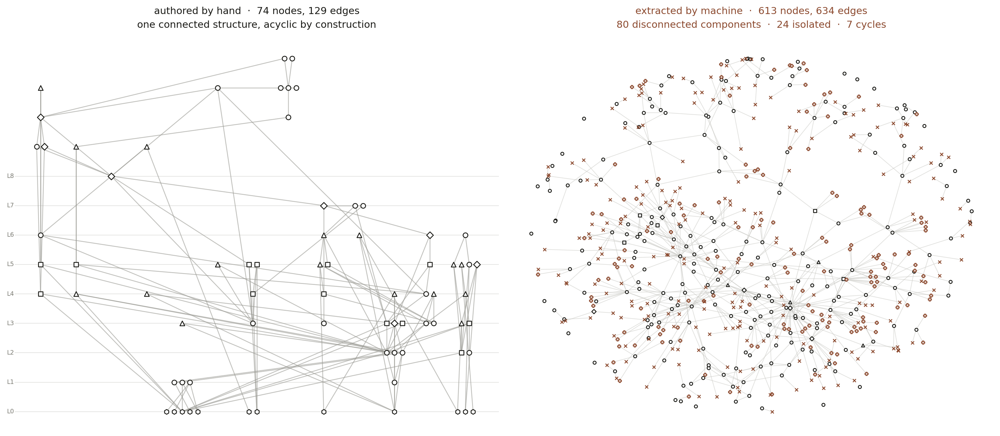 authored by hand · 74 nodes, 129 edges
one connected structure, acyclic by construction
extracted by machine · 613 nodes, 634 edges
80 disconnected components · 24 isolated · 7 cycles
L8
L7
L6
L5
L4
L3
L2
L1
L0